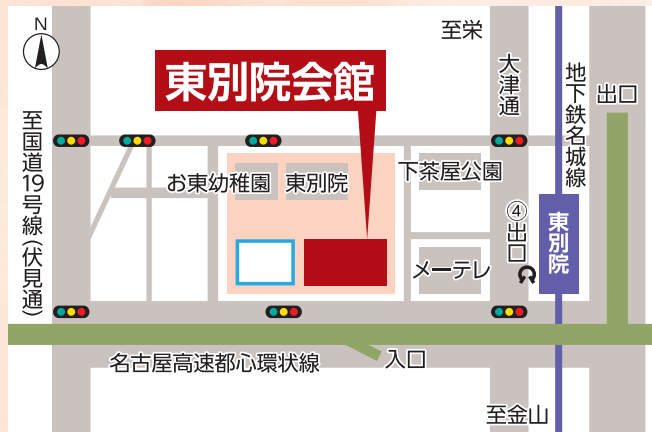 N
至栄
大津通
地下鉄名城線
出口
東別院会館
至国道19号線(伏見通)
お東幼稚園
東別院
下茶屋公園
④出口
東別院
メ～テレ
名古屋高速都心環状線
入口
至金山